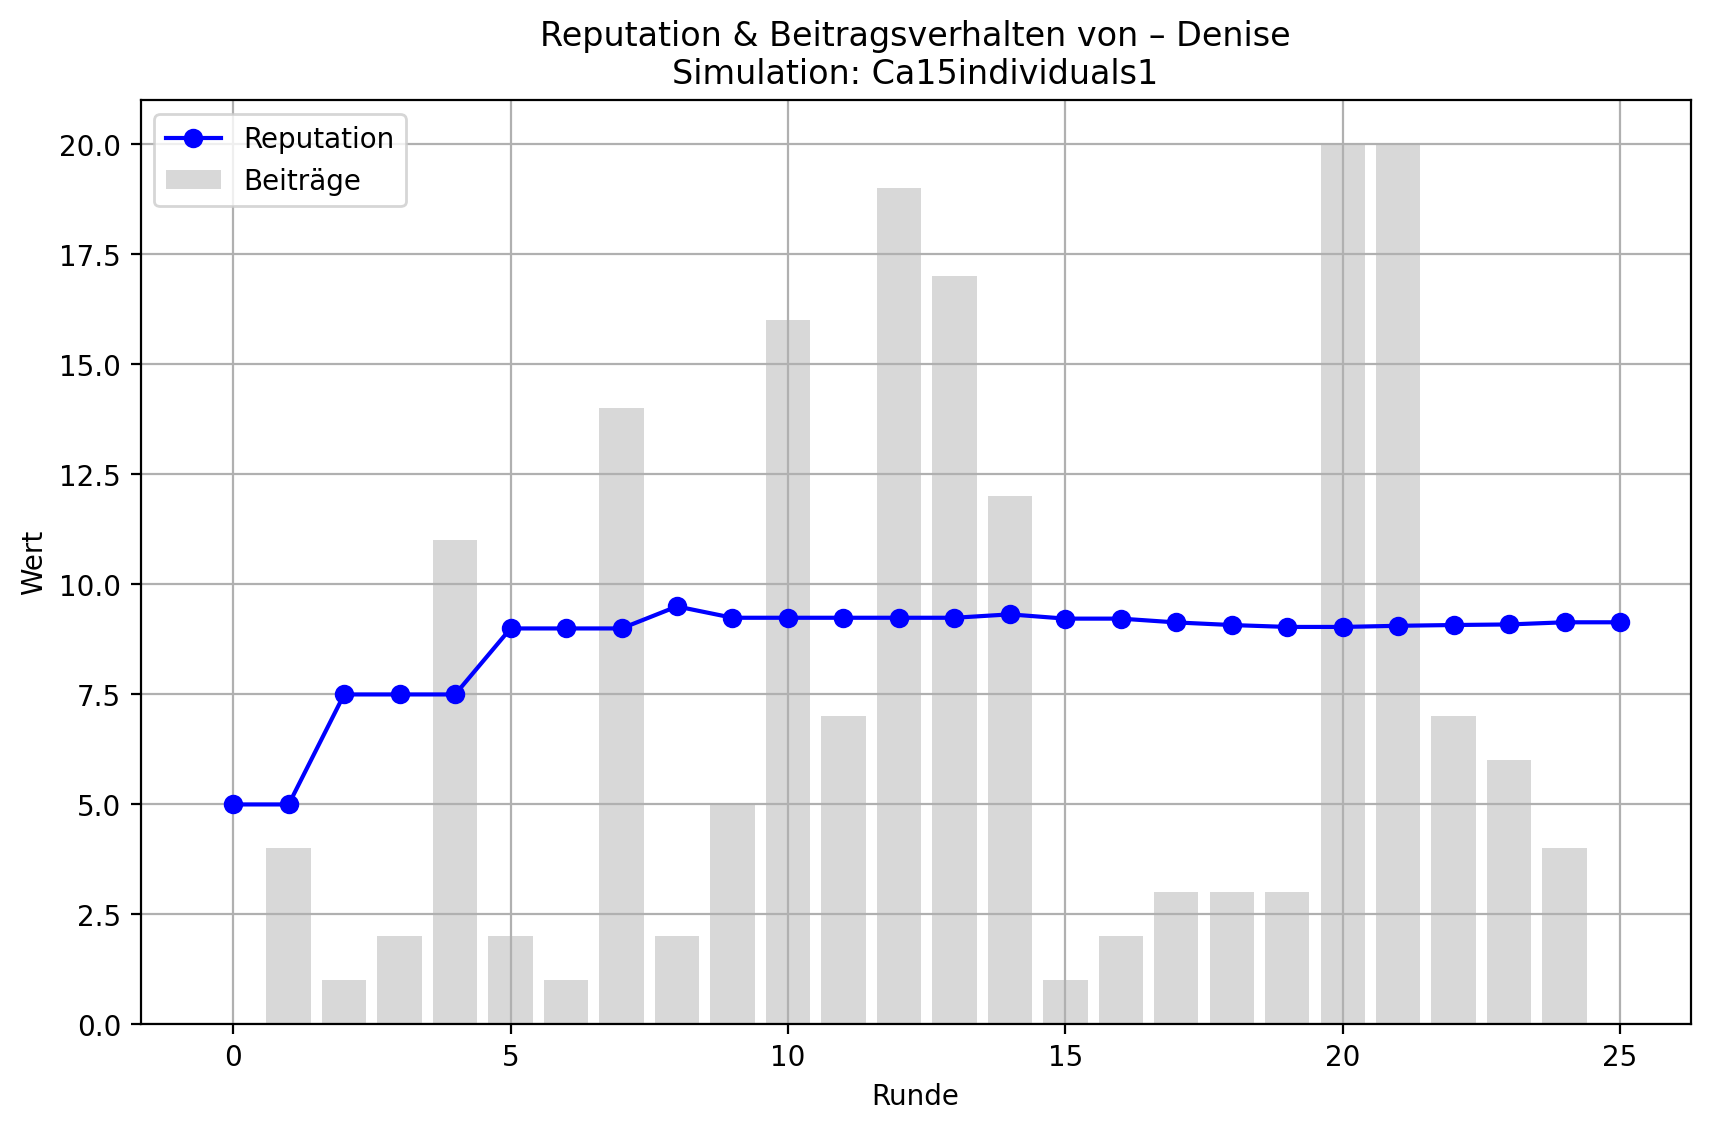 Reputation & Beitragsverhalten von – Denise
Simulation: Ca15individuals1
Reputation
Beiträge
20.0
17.5
15.0
12.5
10.0
7.5
5.0
2.5
0.0
Wert
0 5 10 15 20 25
Runde